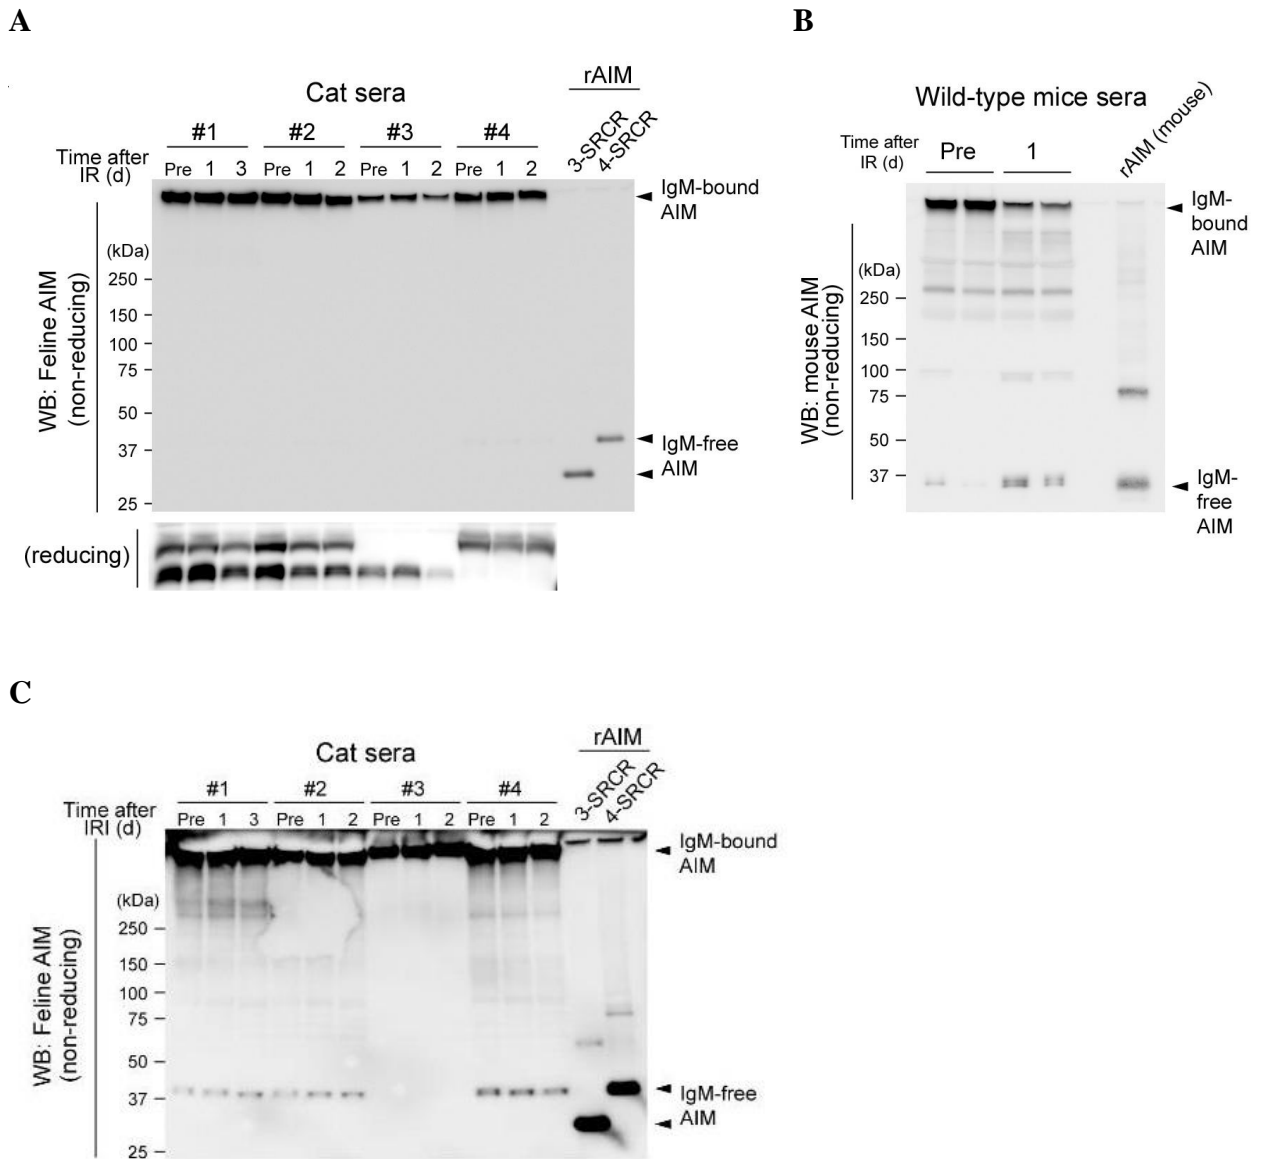 A
B
rAIM
Cat sera
3-SRCR
4-SRCR
#1 #2 #3 #4
Time after
IR (d)
Pre 1 3 Pre 1 2 Pre 1 2 Pre 1 2
IgM-bound
AIM
(kDa)
250
150
100
75
50
37
25
WB: Feline AIM
(non-reducing)
IgM-free
AIM
(reducing)
Wild-type mice sera
rAIM (mouse)
Time after
IR (d)
Pre 1
IgM-
bound
AIM
(kDa)
250
150
100
75
50
37
WB: mouse AIM
(non-reducing)
IgM-
free
AIM
C
rAIM
Cat sera
3-SRCR
4-SRCR
#1 #2 #3 #4
Time after
IRI (d)
Pre 1 3 Pre 1 2 Pre 1 2 Pre 1 2
IgM-bound
AIM
(kDa)
250
150
100
75
50
37
25
WB: Feline AIM
(non-reducing)
IgM-free
AIM